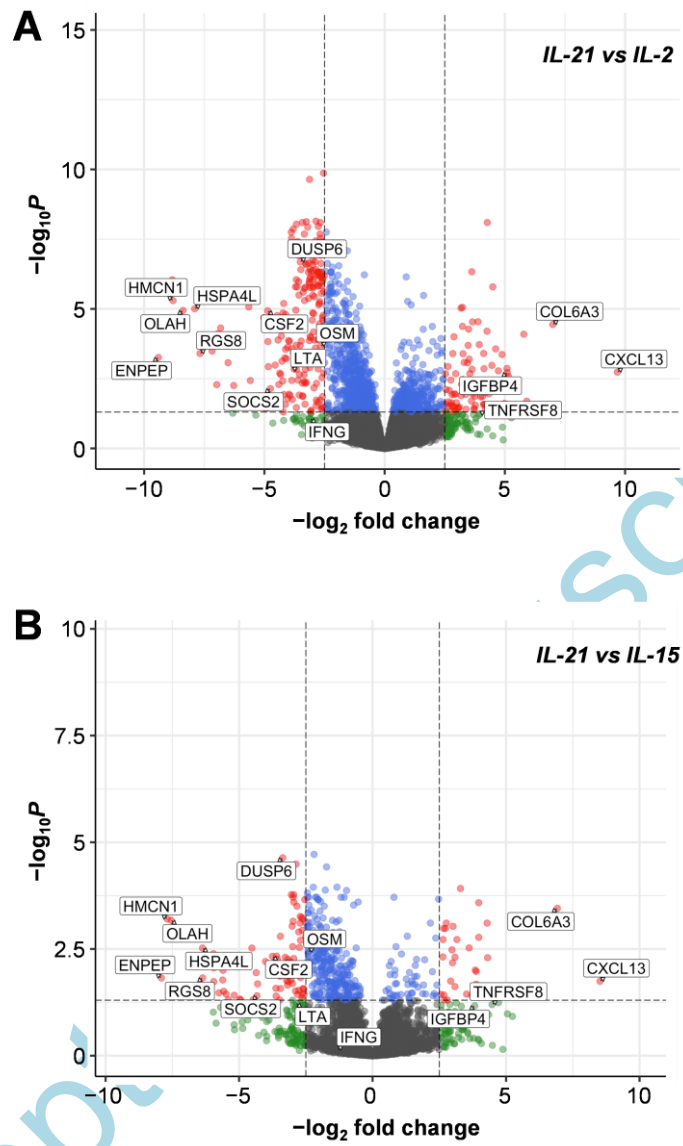 A
IL-21 vs IL-2
15
10
5
0
−log10P
DUSP6
HMCN1
HSPA4L
OLAH
CSF2
OSM
COL6A3
RGS8
LTA
CXCL13
ENPEP
IGFBP4
SOCS2
TNFRSF8
IFNG
−10 −5 0 5 10
−log2 fold change
B
IL-21 vs IL-15
10
7.5
5
2.5
0
−log10P
DUSP6
HMCN1
COL6A3
OLAH
OSM
HSPA4L
CSF2
ENPEP
CXCL13
RGS8
TNFRSF8
SOCS2
LTA
IGFBP4
IFNG
−10 −5 0 5 10
−log2 fold change